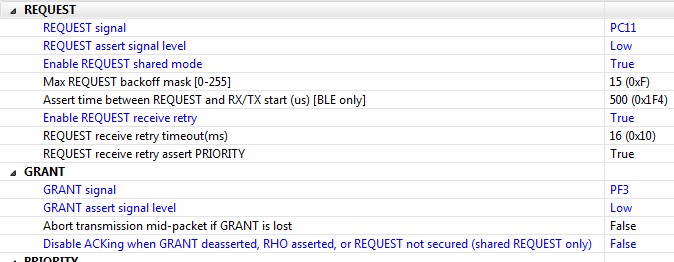 REQUEST
REQUEST signal PC11
REQUEST assert signal level Low
Enable REQUEST shared mode True
Max REQUEST backoff mask [0-255] 15 (0xF)
Assert time between REQUEST and RX/TX start (us) [BLE only] 500 (0x1F4)
Enable REQUEST receive retry True
REQUEST receive retry timeout(ms) 16 (0x10)
REQUEST receive retry assert PRIORITY True
GRANT
GRANT signal PF3
GRANT assert signal level Low
Abort transmission mid-packet if GRANT is lost False
Disable ACKing when GRANT deasserted, RHO asserted, or REQUEST not secured (shared REQUEST only) False
PRIORITY